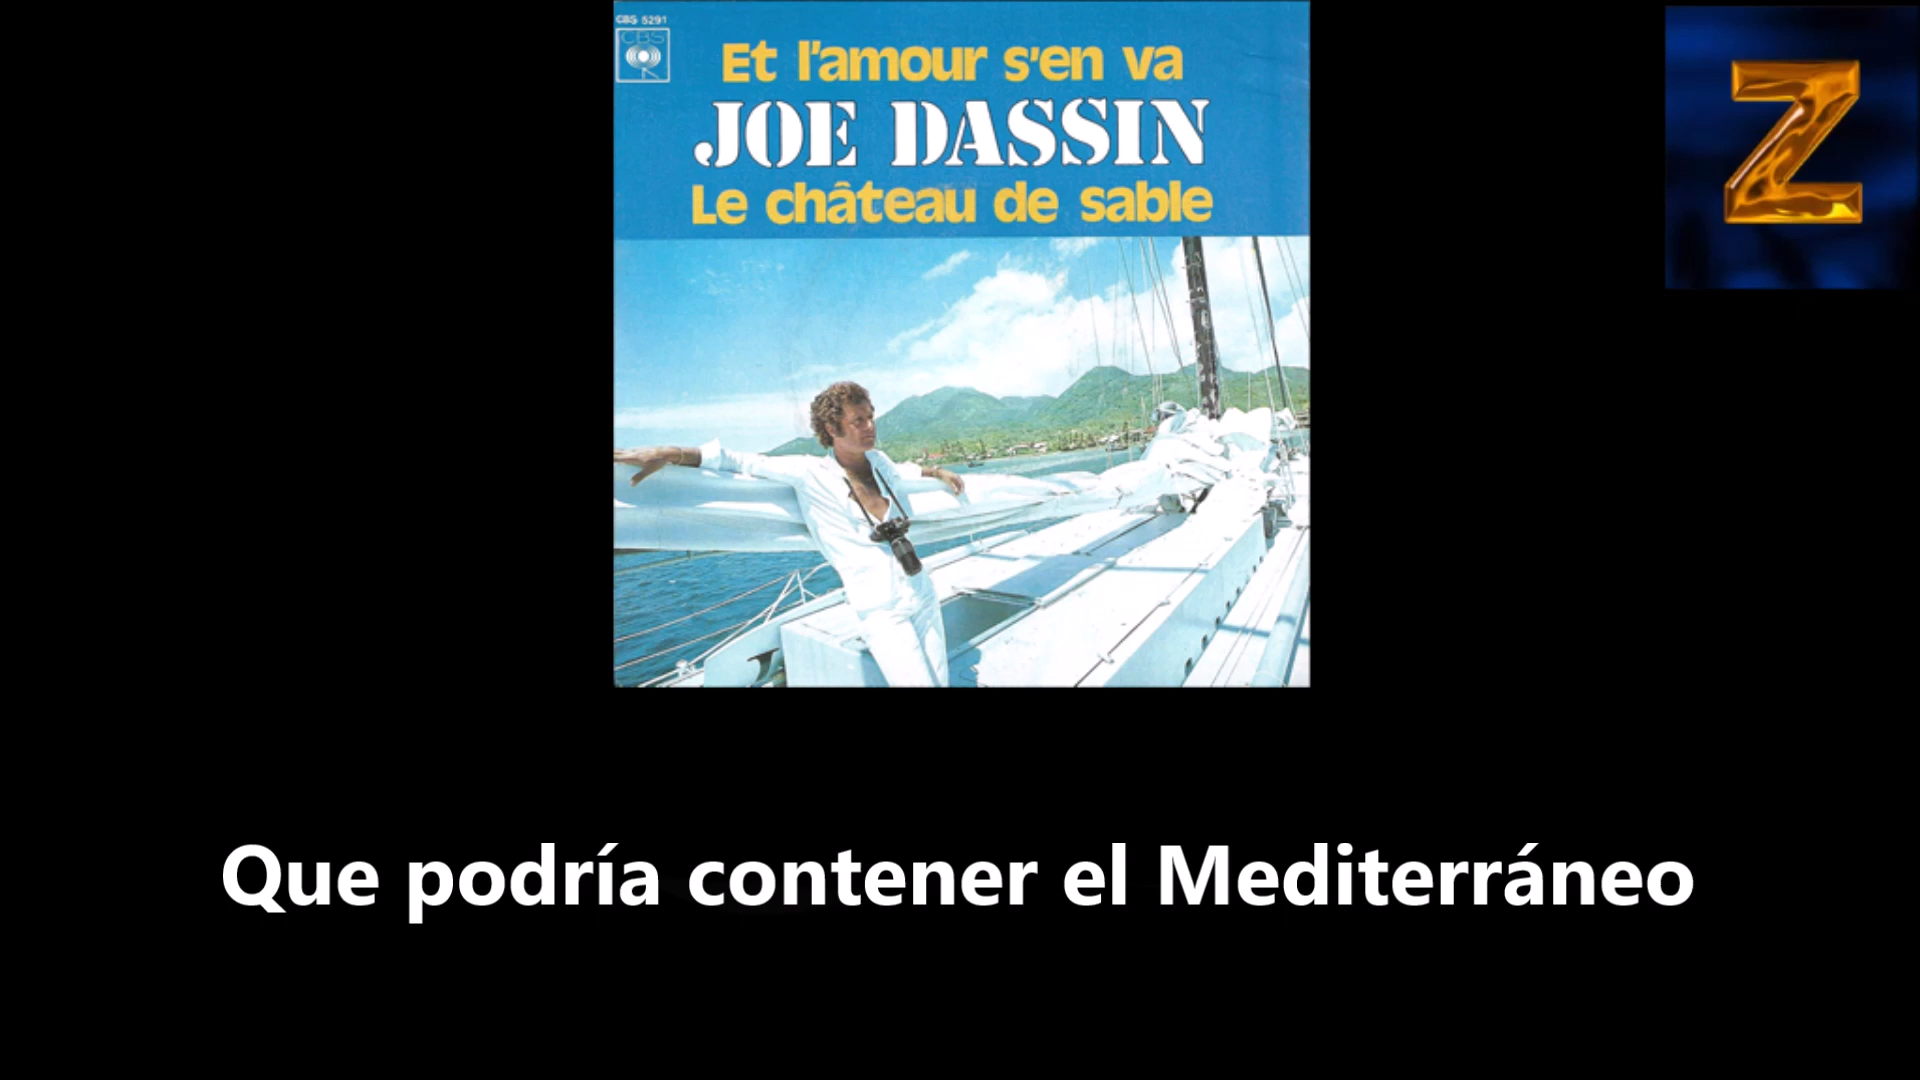 CBS 5291
CBS
Et l'amour s'en va
JOE DASSIN
Le château de sable
Z
Que podría contener el Mediterráneo